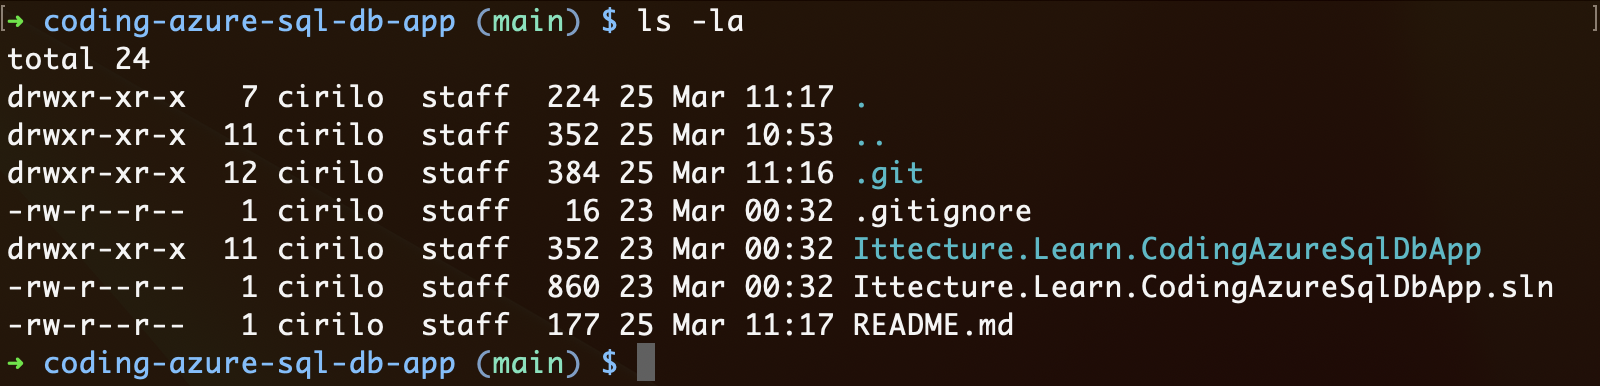 [➜ coding-azure-sql-db-app (main) $ ls -la ]
total 24
drwxr-xr-x   7 cirilo  staff  224 25 Mar 11:17 .
drwxr-xr-x  11 cirilo  staff  352 25 Mar 10:53 ..
drwxr-xr-x  12 cirilo  staff  384 25 Mar 11:16 .git
-rw-r--r--   1 cirilo  staff   16 23 Mar 00:32 .gitignore
drwxr-xr-x  11 cirilo  staff  352 23 Mar 00:32 Ittecture.Learn.CodingAzureSqlDbApp
-rw-r--r--   1 cirilo  staff  860 23 Mar 00:32 Ittecture.Learn.CodingAzureSqlDbApp.sln
-rw-r--r--   1 cirilo  staff  177 25 Mar 11:17 README.md
➜ coding-azure-sql-db-app (main) $